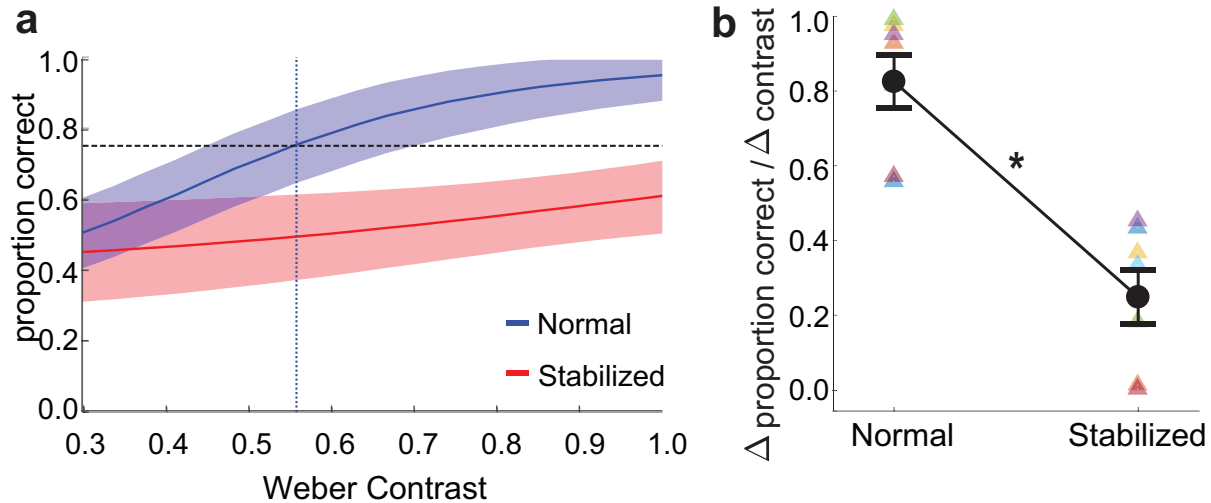 a
proportion correct
1.0
0.8
0.6
0.4
0.2
0.0
0.3
0.4
0.5
0.6
0.7
0.8
0.9
1.0
Weber Contrast
Normal
Stabilized
b
Δ proportion correct / Δ contrast
1.0
0.8
0.6
0.4
0.2
0.0
*
Normal
Stabilized